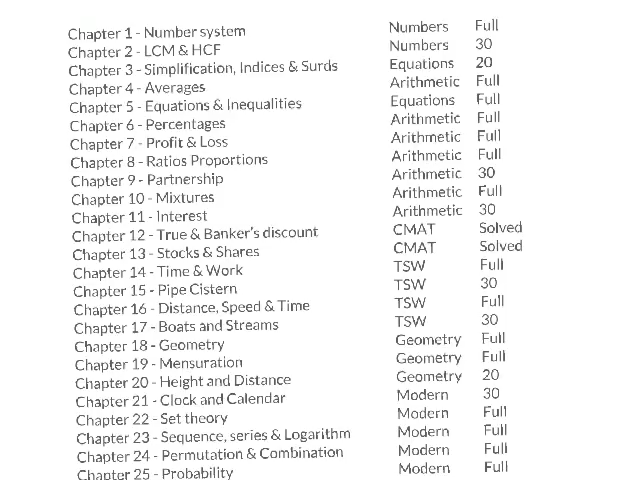 Chapter 1 - Number system Numbers Full
Chapter 2 - LCM & HCF Numbers 30
Chapter 3 - Simplification, Indices & Surds Equations 20
Chapter 4 - Averages Arithmetic Full
Chapter 5 - Equations & Inequalities Equations Full
Chapter 6 - Percentages Arithmetic Full
Chapter 7 - Profit & Loss Arithmetic Full
Chapter 8 - Ratios Proportions Arithmetic Full
Chapter 9 - Partnership Arithmetic 30
Chapter 10 - Mixtures Arithmetic Full
Chapter 11 - Interest Arithmetic 30
Chapter 12 - True & Banker's discount CMAT Solved
Chapter 13 - Stocks & Shares CMAT Solved
Chapter 14 - Time & Work TSW Full
Chapter 15 - Pipe Cistern TSW 30
Chapter 16 - Distance, Speed & Time TSW Full
Chapter 17 - Boats and Streams TSW 30
Chapter 18 - Geometry Geometry Full
Chapter 19 - Mensuration Geometry Full
Chapter 20 - Height and Distance Geometry 20
Chapter 21 - Clock and Calendar Modern 30
Chapter 22 - Set theory Modern Full
Chapter 23 - Sequence, series & Logarithm Modern Full
Chapter 24 - Permutation & Combination Modern Full
Chapter 25 - Probability Modern Full